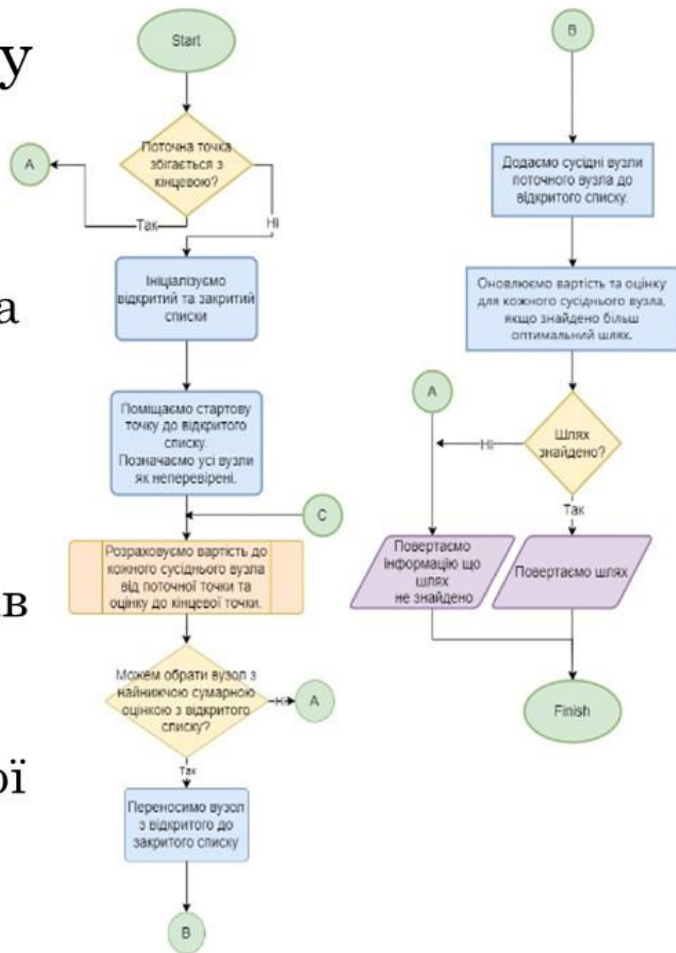 у
а
ів
ої
Start
Поточна точка
збігається з
кінцевою?
A
Так
Ні
Ініціалізуємо
відкритий та закритий
списки
Поміщаємо стартову
точку до відкритого
списку.
Позначаємо усі вузли
як неперевірені.
C
Розраховуємо вартість до
кожного сусіднього вузла
від поточної точки та
оцінку до кінцевої точки.
Можем обрати вузол з
найнижчою сумарною
оцінкою з відкритого
списку?
Ні
A
Так
Переносимо вузол
з відкритого до
закритого списку
B
B
Додаємо сусідні вузли
поточного вузла до
відкритого списку.
Оновлюємо вартість та оцінку
для кожного сусіднього вузла,
якщо знайдено більш
оптимальний шлях.
A
Шлях
знайдено?
Ні
Так
Повертаємо
інформацію що
шлях
не знайдено
Повертаємо шлях
Finish